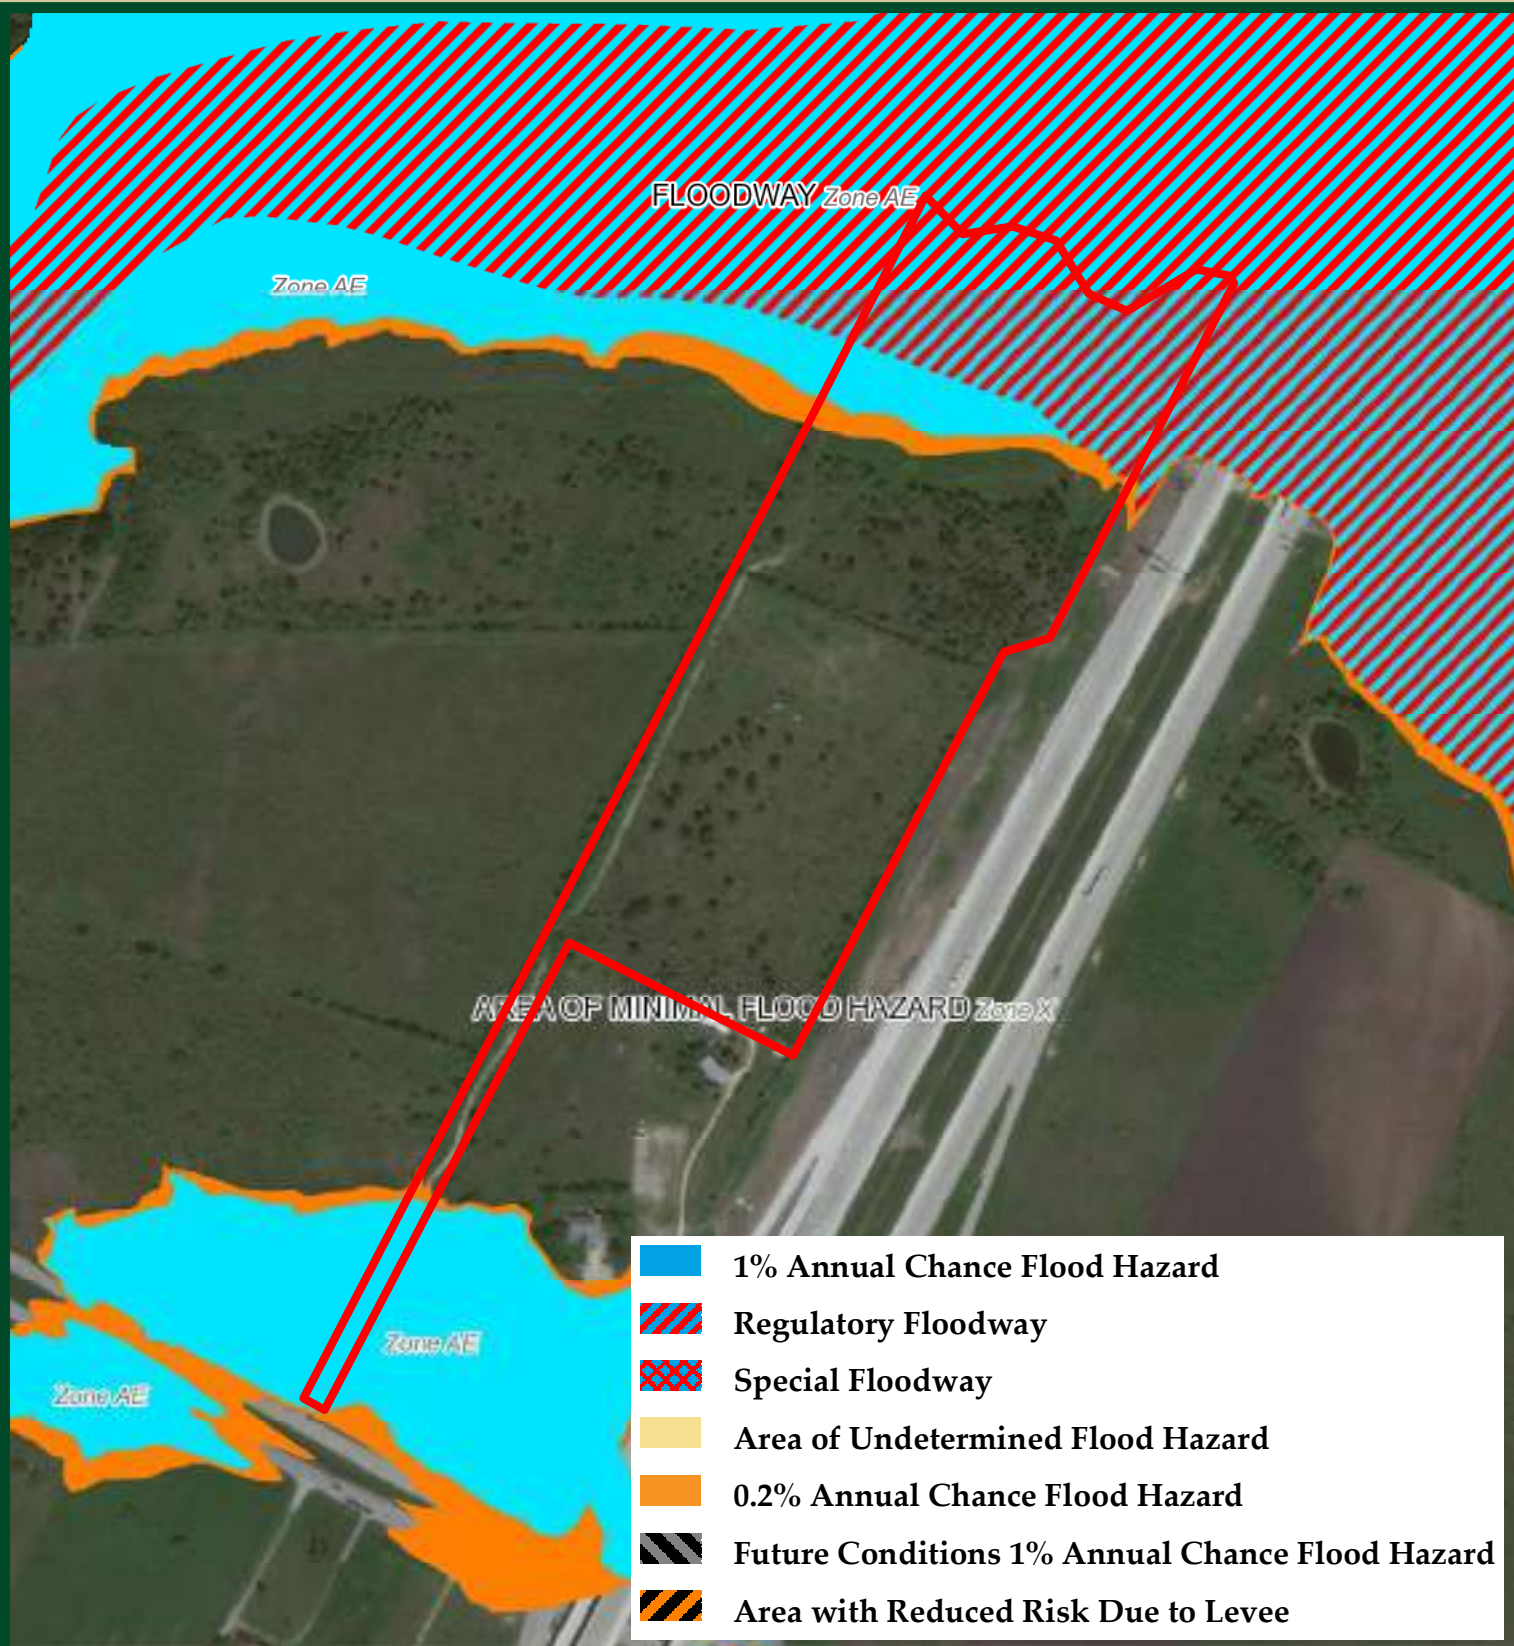 FLOODWAY Zone AE
Zone AE
AREA OF MINIMAL FLOOD HAZARD Zone X
Zone AE
Zone AE
1% Annual Chance Flood Hazard
Regulatory Floodway
Special Floodway
Area of Undetermined Flood Hazard
0.2% Annual Chance Flood Hazard
Future Conditions 1% Annual Chance Flood Hazard
Area with Reduced Risk Due to Levee